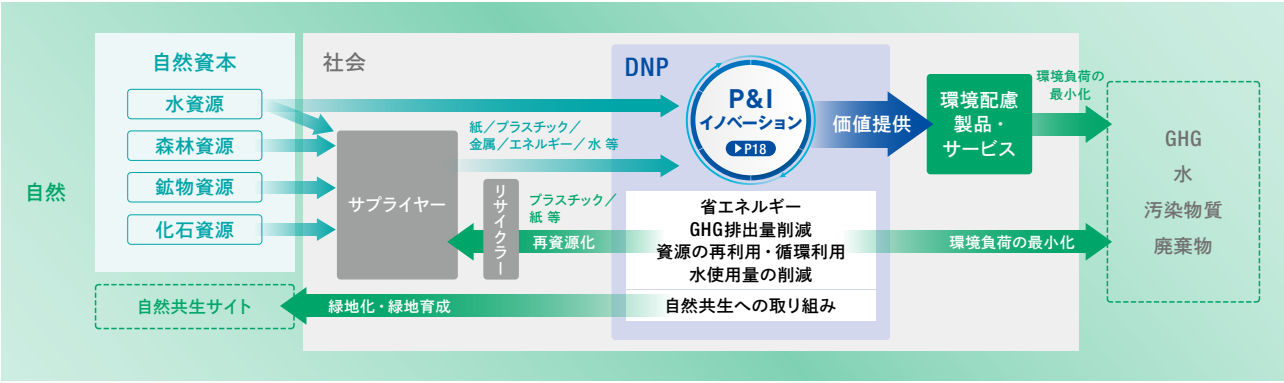 自然
自然資本
水資源
森林資源
鉱物資源
化石資源
自然共生サイト
社会
サプライヤー
紙／プラスチック／
金属／エネルギー／水 等
リサイクラー
プラスチック／
紙 等
再資源化
緑地化・緑地育成
DNP
P&I
イノベーション
▶P18
省エネルギー
GHG排出量削減
資源の再利用・循環利用
水使用量の削減
自然共生への取り組み
価値提供
環境配慮
製品・
サービス
環境負荷の
最小化
環境負荷の最小化
GHG
水
汚染物質
廃棄物